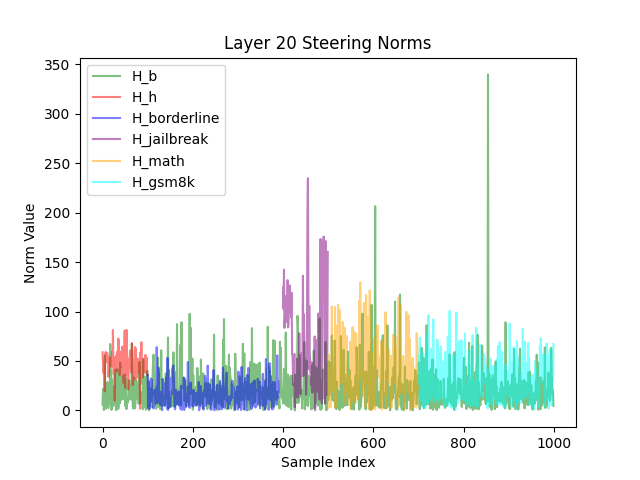 Layer 20 Steering Norms
350
300
250
200
150
100
50
0
Norm Value
H_b
H_h
H_borderline
H_jailbreak
H_math
H_gsm8k
0
200
400
600
800
1000
Sample Index